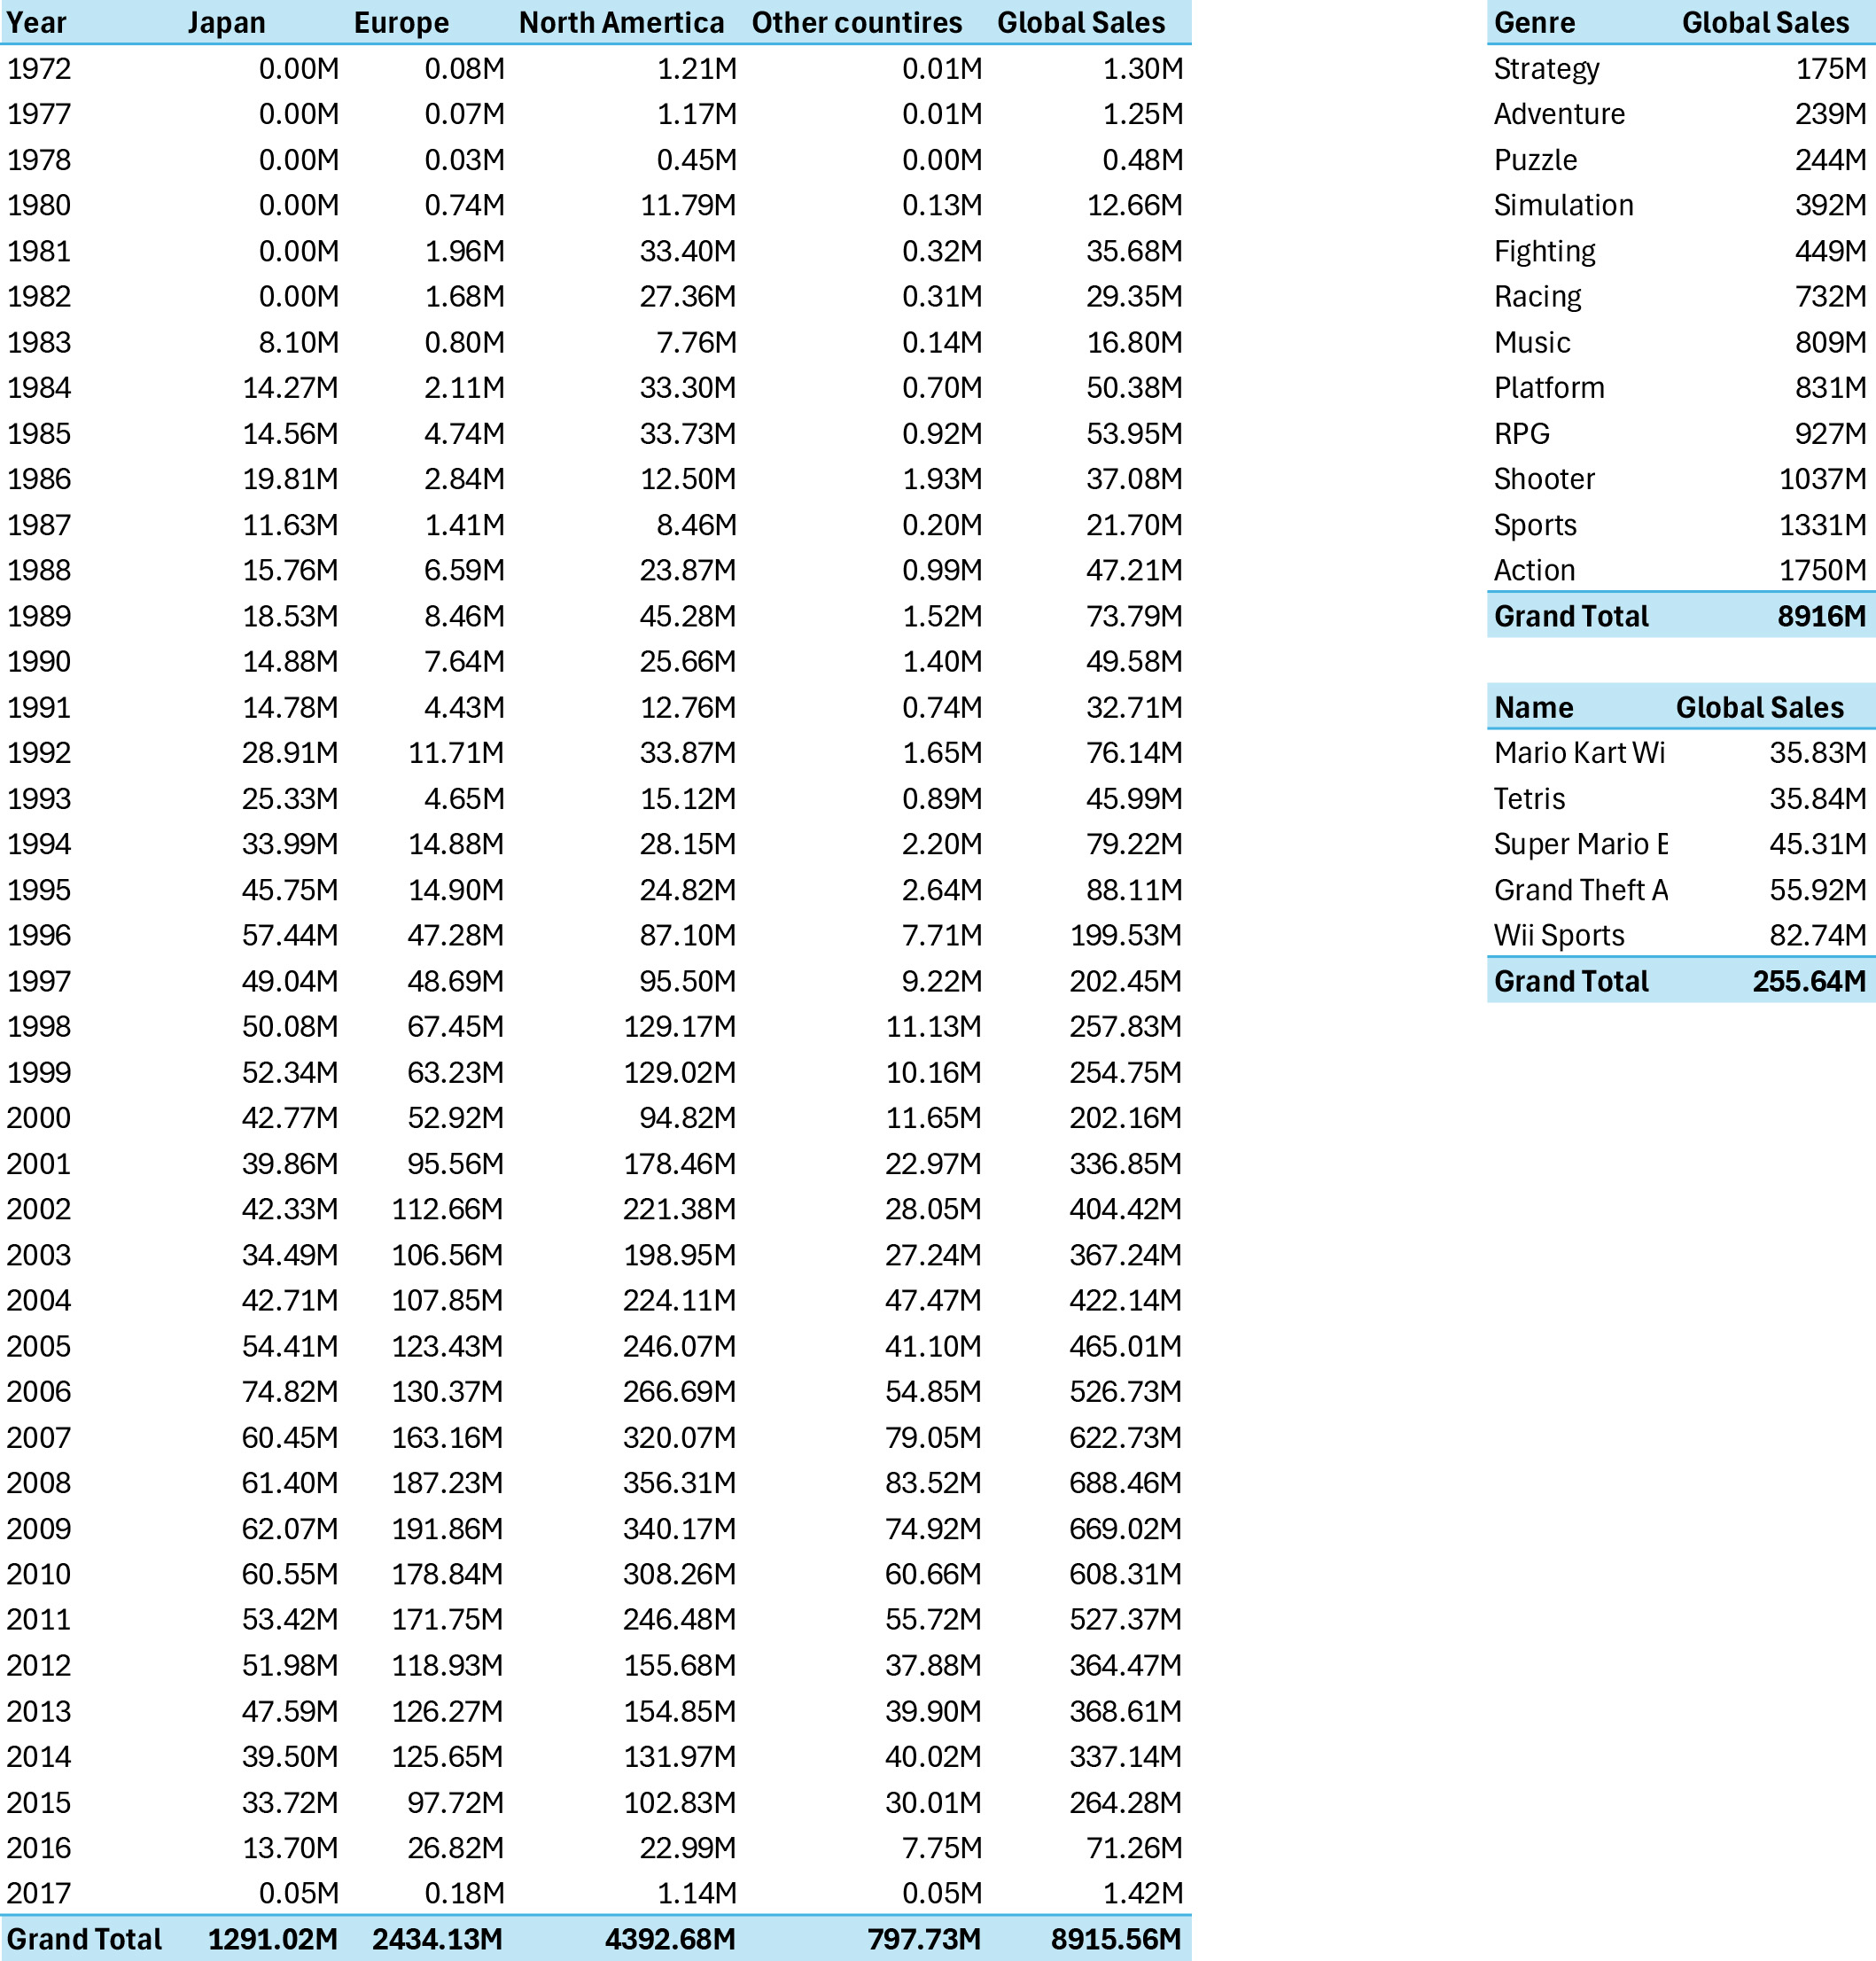 Year Japan Europe North Amertica Other countires Global Sales
1972 0.00M 0.08M 1.21M 0.01M 1.30M
1977 0.00M 0.07M 1.17M 0.01M 1.25M
1978 0.00M 0.03M 0.45M 0.00M 0.48M
1980 0.00M 0.74M 11.79M 0.13M 12.66M
1981 0.00M 1.96M 33.40M 0.32M 35.68M
1982 0.00M 1.68M 27.36M 0.31M 29.35M
1983 8.10M 0.80M 7.76M 0.14M 16.80M
1984 14.27M 2.11M 33.30M 0.70M 50.38M
1985 14.56M 4.74M 33.73M 0.92M 53.95M
1986 19.81M 2.84M 12.50M 1.93M 37.08M
1987 11.63M 1.41M 8.46M 0.20M 21.70M
1988 15.76M 6.59M 23.87M 0.99M 47.21M
1989 18.53M 8.46M 45.28M 1.52M 73.79M
1990 14.88M 7.64M 25.66M 1.40M 49.58M
1991 14.78M 4.43M 12.76M 0.74M 32.71M
1992 28.91M 11.71M 33.87M 1.65M 76.14M
1993 25.33M 4.65M 15.12M 0.89M 45.99M
1994 33.99M 14.88M 28.15M 2.20M 79.22M
1995 45.75M 14.90M 24.82M 2.64M 88.11M
1996 57.44M 47.28M 87.10M 7.71M 199.53M
1997 49.04M 48.69M 95.50M 9.22M 202.45M
1998 50.08M 67.45M 129.17M 11.13M 257.83M
1999 52.34M 63.23M 129.02M 10.16M 254.75M
2000 42.77M 52.92M 94.82M 11.65M 202.16M
2001 39.86M 95.56M 178.46M 22.97M 336.85M
2002 42.33M 112.66M 221.38M 28.05M 404.42M
2003 34.49M 106.56M 198.95M 27.24M 367.24M
2004 42.71M 107.85M 224.11M 47.47M 422.14M
2005 54.41M 123.43M 246.07M 41.10M 465.01M
2006 74.82M 130.37M 266.69M 54.85M 526.73M
2007 60.45M 163.16M 320.07M 79.05M 622.73M
2008 61.40M 187.23M 356.31M 83.52M 688.46M
2009 62.07M 191.86M 340.17M 74.92M 669.02M
2010 60.55M 178.84M 308.26M 60.66M 608.31M
2011 53.42M 171.75M 246.48M 55.72M 527.37M
2012 51.98M 118.93M 155.68M 37.88M 364.47M
2013 47.59M 126.27M 154.85M 39.90M 368.61M
2014 39.50M 125.65M 131.97M 40.02M 337.14M
2015 33.72M 97.72M 102.83M 30.01M 264.28M
2016 13.70M 26.82M 22.99M 7.75M 71.26M
2017 0.05M 0.18M 1.14M 0.05M 1.42M
Grand Total 1291.02M 2434.13M 4392.68M 797.73M 8915.56M
Genre Global Sales
Strategy 175M
Adventure 239M
Puzzle 244M
Simulation 392M
Fighting 449M
Racing 732M
Music 809M
Platform 831M
RPG 927M
Shooter 1037M
Sports 1331M
Action 1750M
Grand Total 8916M
Name Global Sales
Mario Kart Wi 35.83M
Tetris 35.84M
Super Mario 45.31M
Grand Theft A 55.92M
Wii Sports 82.74M
Grand Total 255.64M